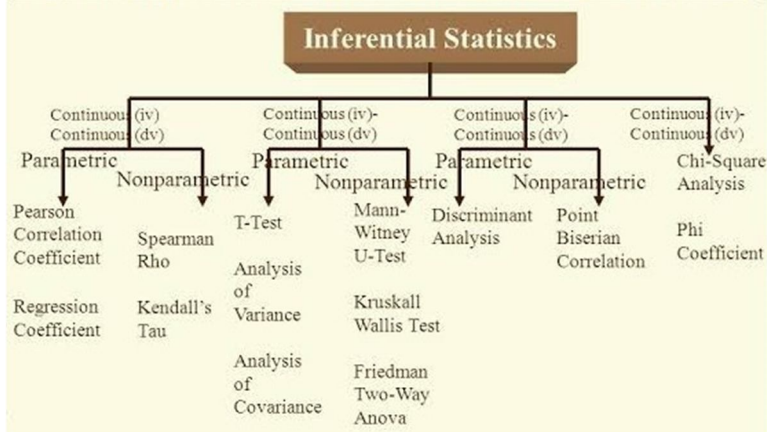 Inferential Statistics
Continuous (iv)
Continuous (dv)
Parametric
Nonparametric
Pearson
Correlation
Coefficient
Regression
Coefficient
Spearman
Rho
Kendall's
Tau
Continuous (iv)-
Continuous (dv)
Parametric
Nonparametric
T-Test
Analysis
of
Variance
Analysis
of
Covariance
Mann-
Witney
U-Test
Kruskall
Wallis Test
Friedman
Two-Way
Anova
Continuous (iv)-
Continuous (dv)
Parametric
Nonparametric
Discriminant
Analysis
Point
Biserian
Correlation
Continuous (iv)-
Continuous (dv)
Chi-Square
Analysis
Phi
Coefficient